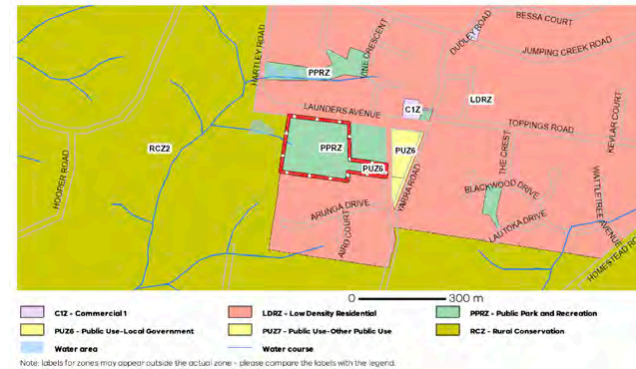 BESSA COURT
DUDLEY ROAD
JUMPING CREEK ROAD
HARTLEY ROAD
VINE CRESCENT
PPRZ
LDRZ
C1Z
LAUNDERS AVENUE
TOPPINGS ROAD
KEVLAR COURT
RCZ2
PPRZ
PUZ6
PUZ6
THE CREST
HOOPER ROAD
YARRA ROAD
BLACKWOOD DRIVE
WATTLETREE AVENUE
ARUNGA DRIVE
AIRD COURT
LAUTOKA DRIVE
HOMESTEAD RO
0 300 m
C1Z - Commercial 1
LDRZ - Low Density Residential
PPRZ - Public Park and Recreation
PUZ6 - Public Use-Local Government
PUZ7 - Public Use-Other Public Use
RCZ - Rural Conservation
Water area
Water course
Note: labels for zones may appear outside the actual zone - please compare the labels with the legend.